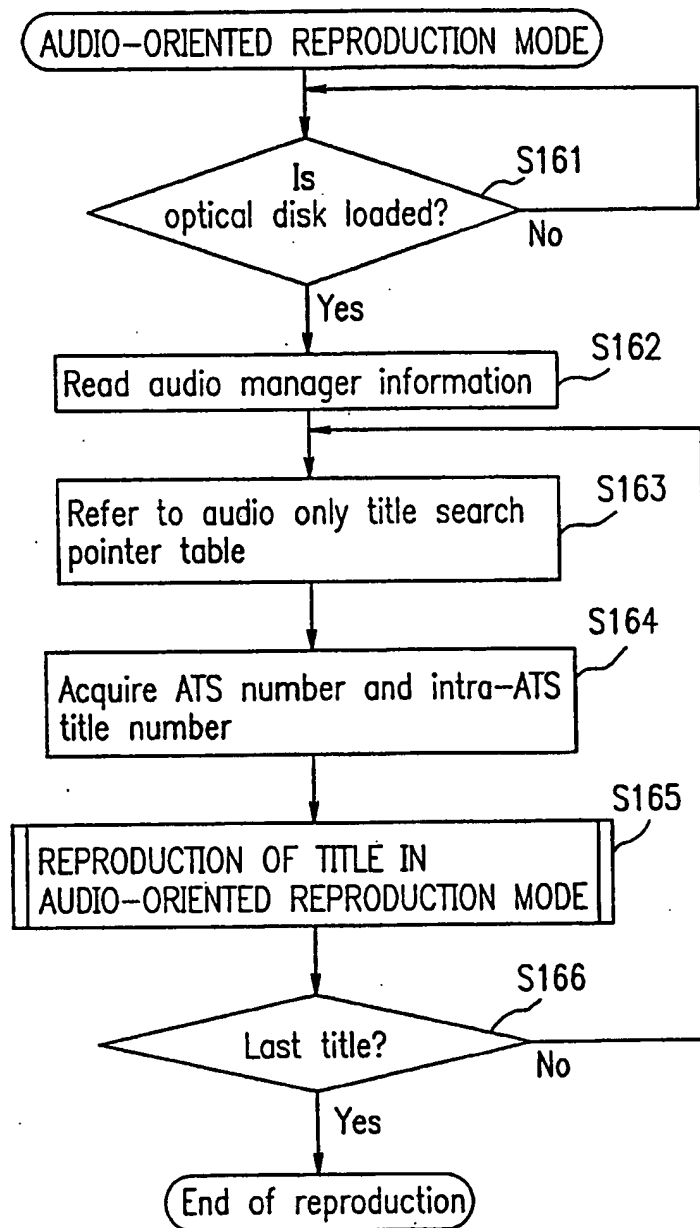 AUDIO-ORIENTED REPRODUCTION MODE
S161
Is
optical disk loaded?
No
Yes
S162
Read audio manager information
S163
Refer to audio only title search
pointer table
S164
Acquire ATS number and intra-ATS
title number
S165
REPRODUCTION OF TITLE IN
AUDIO-ORIENTED REPRODUCTION MODE
S166
Last title?
No
Yes
End of reproduction